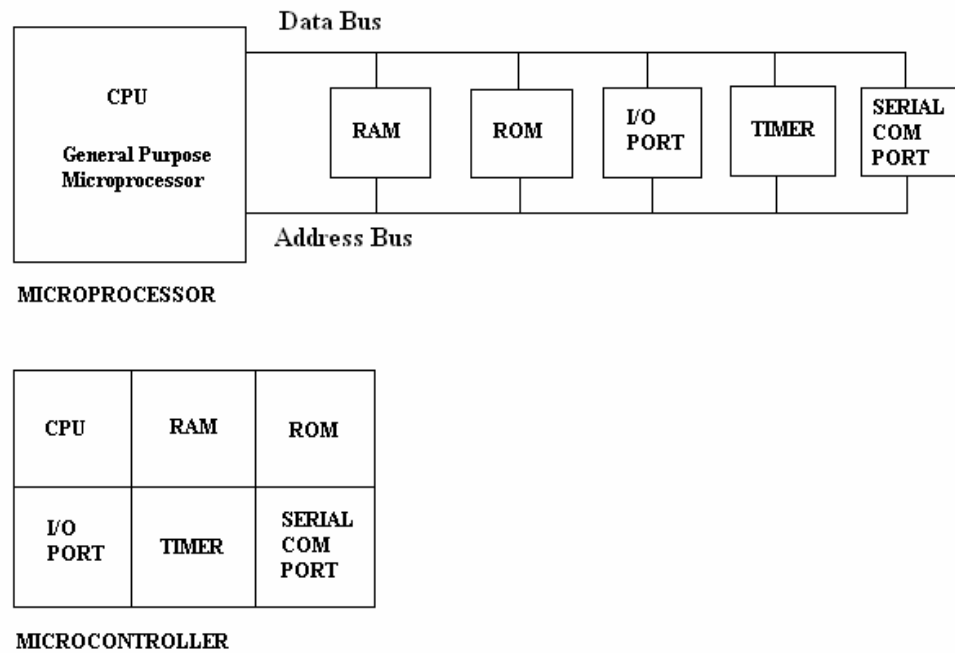 Data Bus
CPU
General Purpose
Microprocessor
RAM
ROM
I/O
PORT
TIMER
SERIAL
COM
PORT
Address Bus
MICROPROCESSOR
CPU
RAM
ROM
I/O
PORT
TIMER
SERIAL
COM
PORT
MICROCONTROLLER